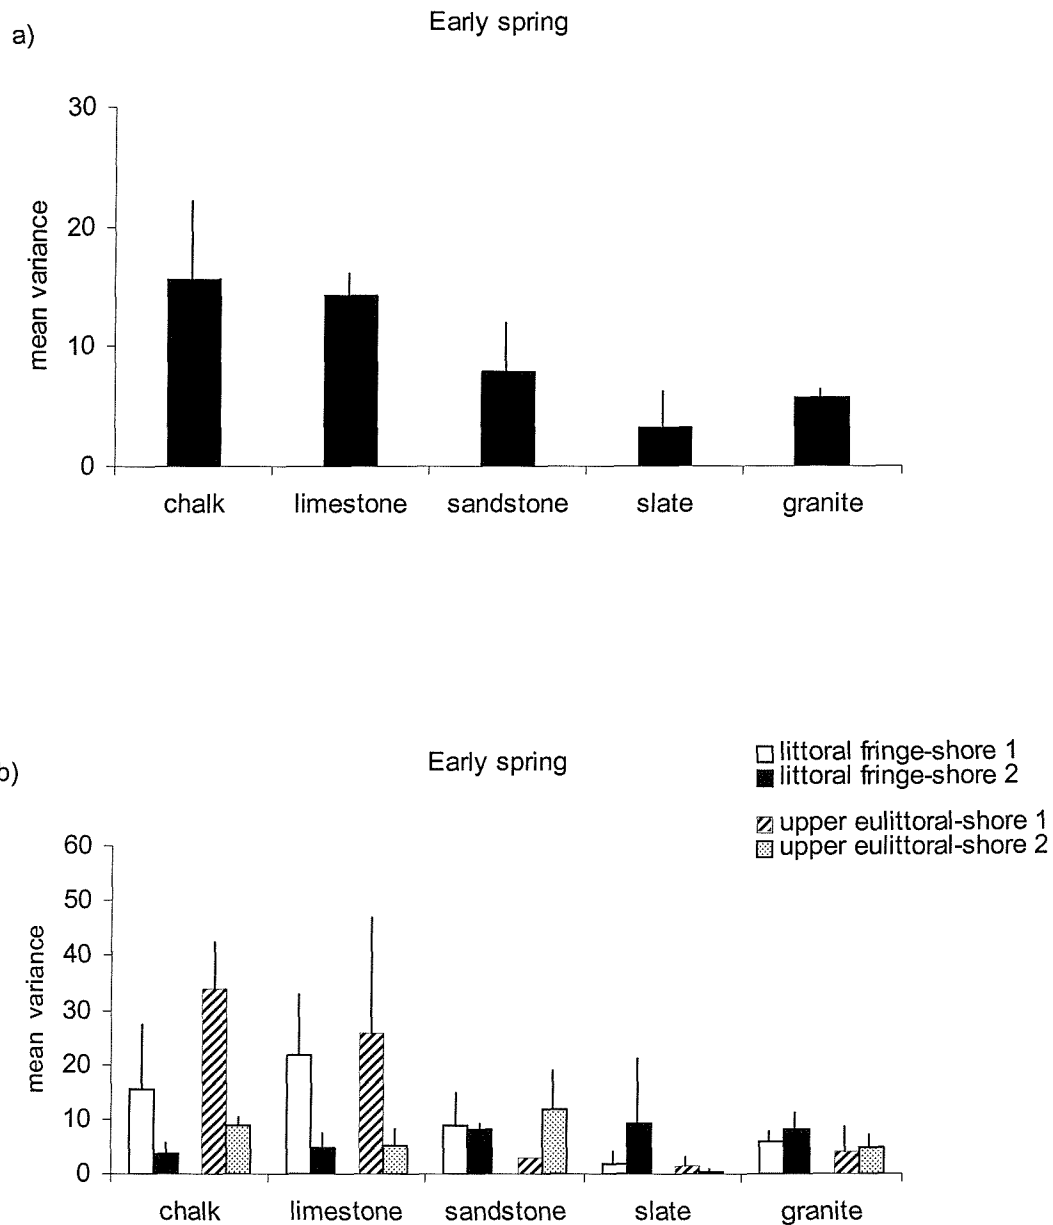 Early spring
a)
30
20
10
0
mean variance
chalk limestone sandstone slate granite
Early spring
b)
littoral fringe-shore 1
littoral fringe-shore 2
upper eulittoral-shore 1
upper eulittoral-shore 2
60
50
40
30
20
10
0
mean variance
chalk limestone sandstone slate granite